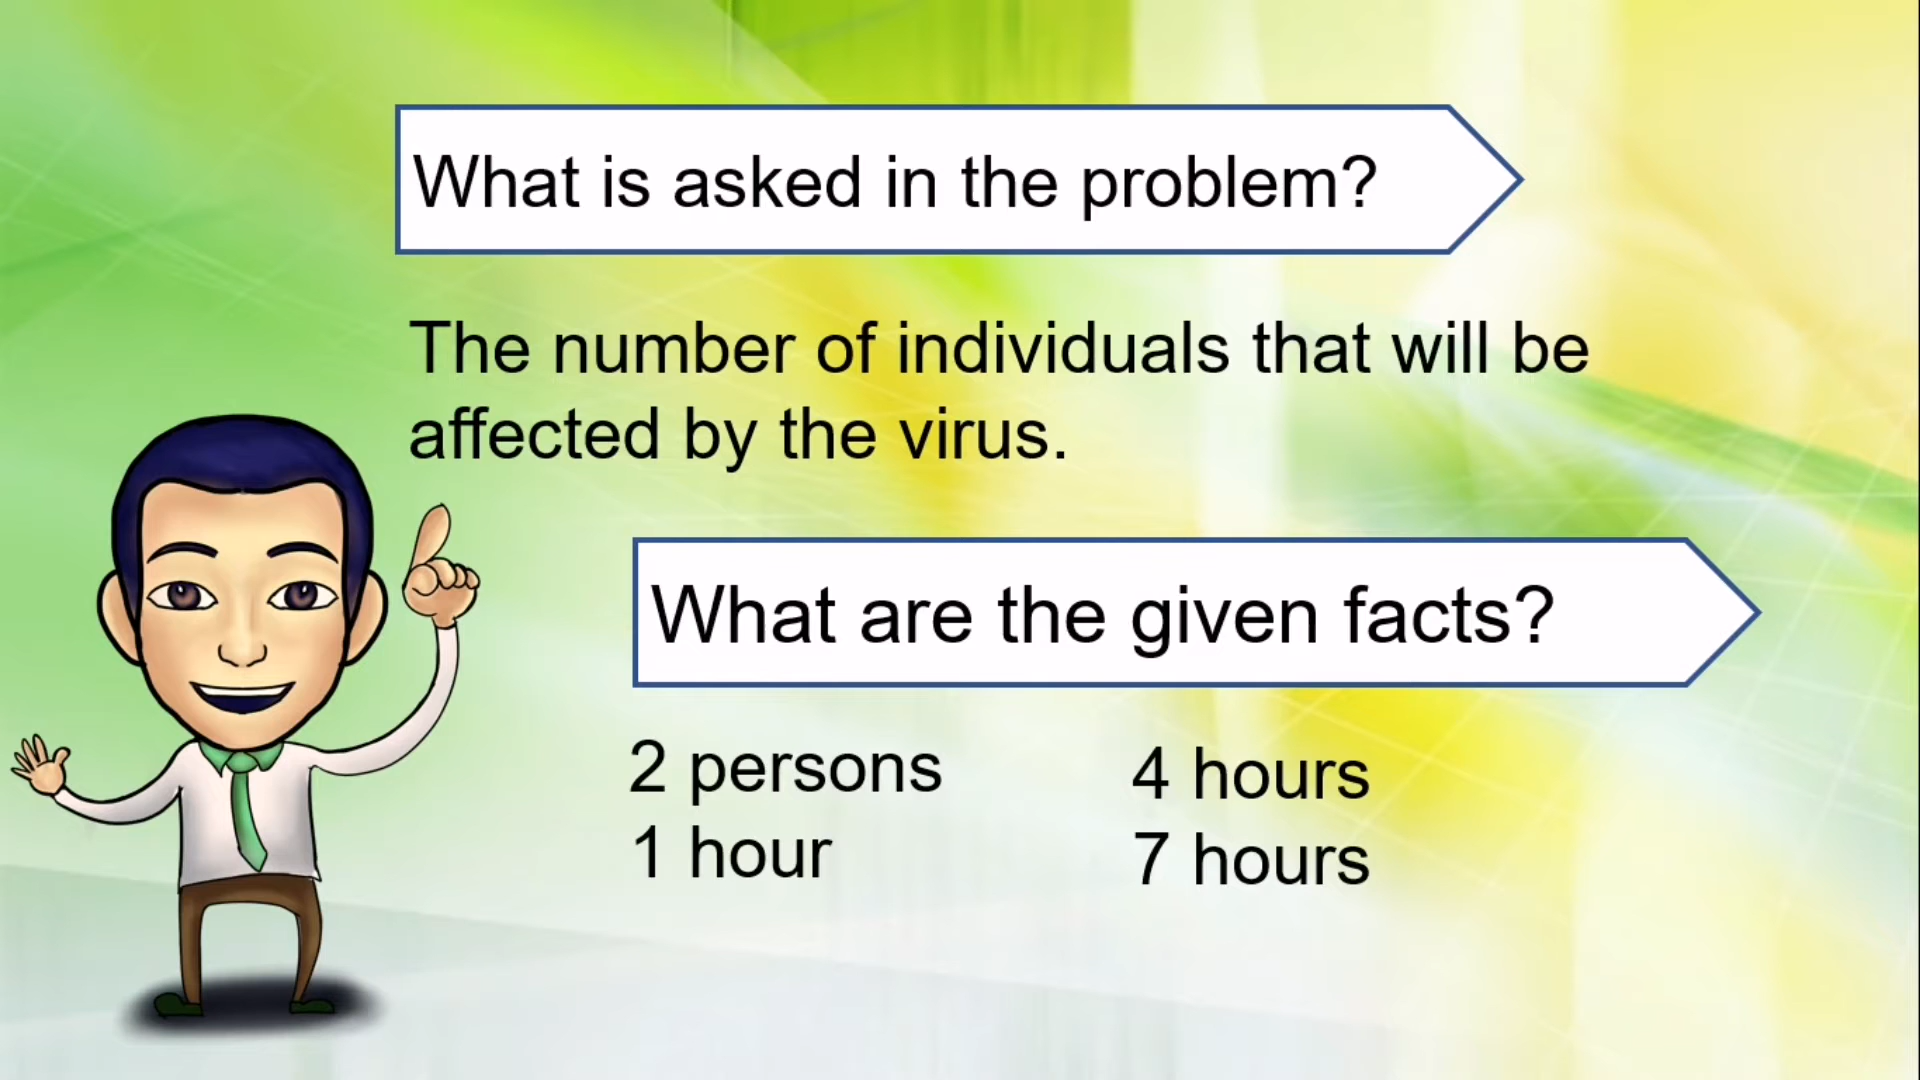 What is asked in the problem?
The number of individuals that will be
affected by the virus.
What are the given facts?
2 persons
1 hour
4 hours
7 hours